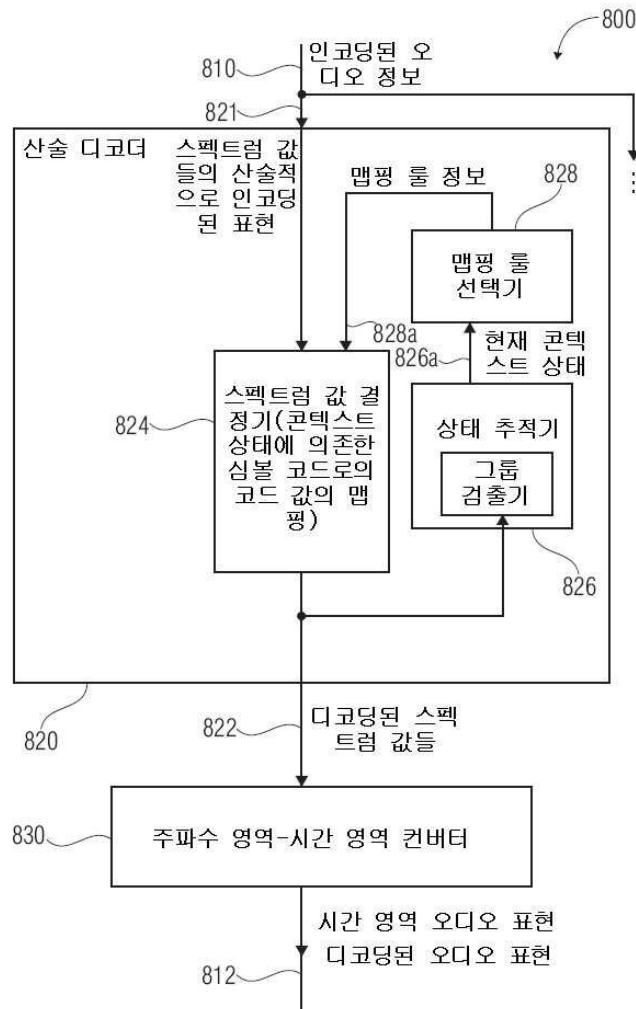 800
810
인코딩된 오
디오 정보
821
산술 디코더
스펙트럼 값
들의 산술적
으로 인코딩
된 표현
맵핑 룰 정보
828
맵핑 룰
선택기
828a
826a
현재 콘텍
스트 상태
824
스펙트럼 값 결
정기(콘텍스트
상태에 의존한
심볼 코드로의
코드 값의 맵
핑)
상태 추적기
그룹
검출기
826
820
822
디코딩된 스펙
트럼 값들
830
주파수 영역-시간 영역 컨버터
시간 영역 오디오 표현
디코딩된 오디오 표현
812